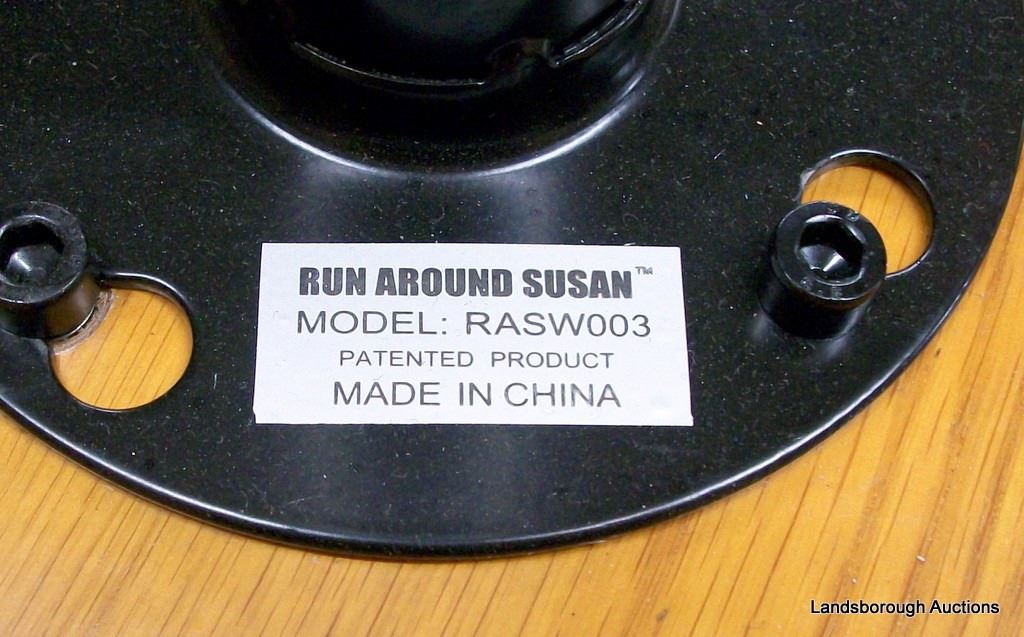 RUN AROUND SUSAN™
MODEL: RASW003
PATENTED PRODUCT
MADE IN CHINA
Landsborough Auctions